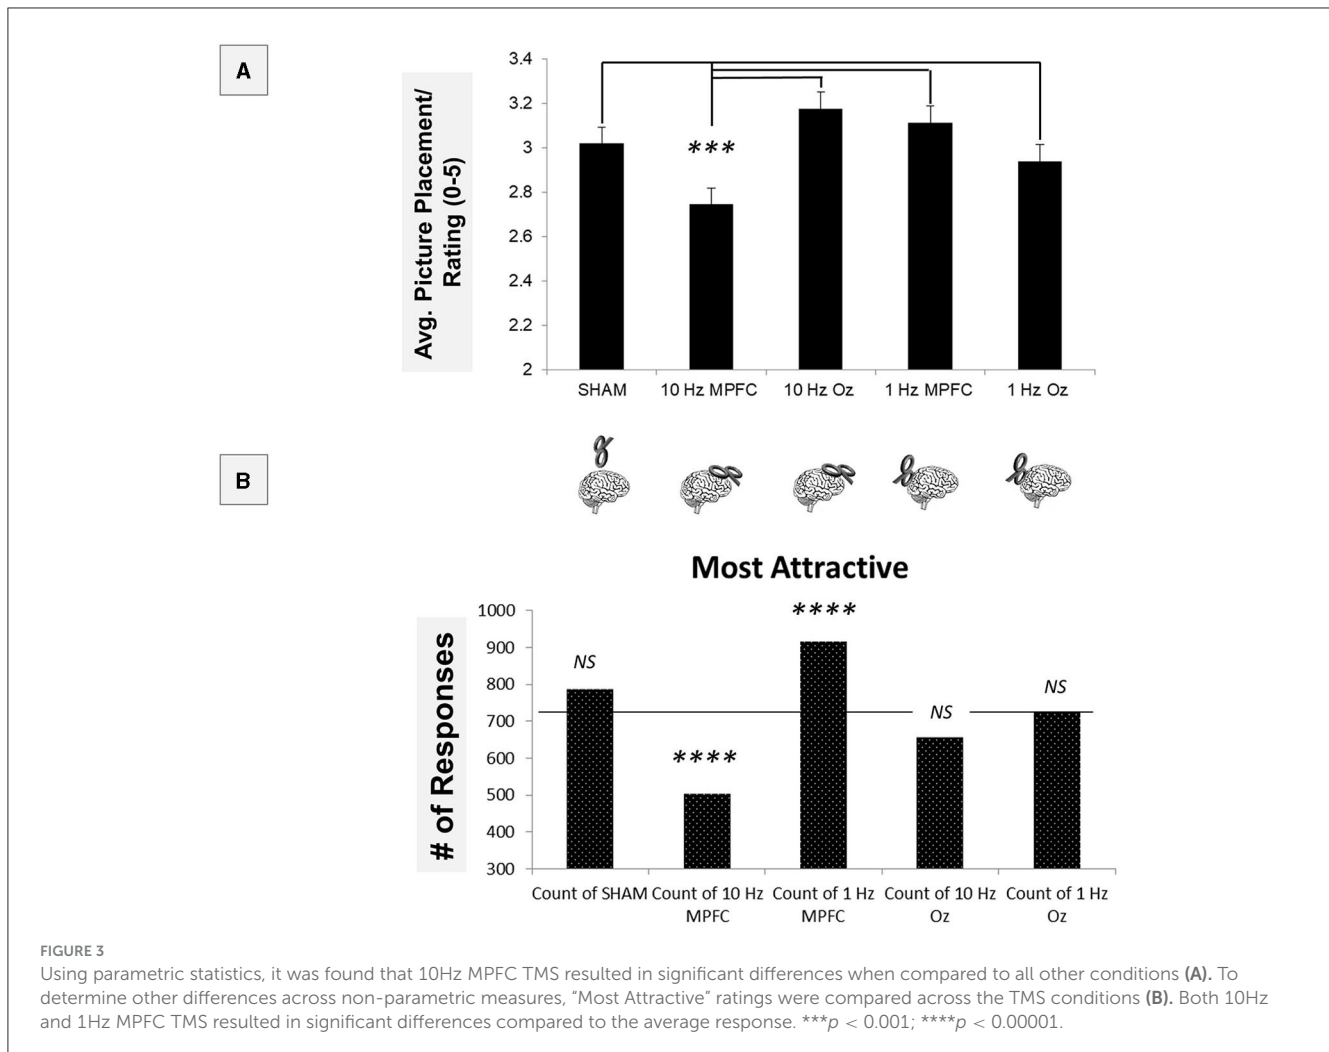 A
Avg. Picture Placement/
Rating (0-5)
3.4
3.2
3
2.8
2.6
2.4
2.2
2
***
SHAM
10 Hz MPFC
10 Hz Oz
1 Hz MPFC
1 Hz Oz
B
Most Attractive
# of Responses
1000
900
800
700
600
500
400
300
NS
****
****
NS
NS
Count of SHAM
Count of 10 Hz
MPFC
Count of 1 Hz
MPFC
Count of 10 Hz
Oz
Count of 1 Hz
Oz
FIGURE 3
Using parametric statistics, it was found that 10Hz MPFC TMS resulted in significant differences when compared to all other conditions (A). To
determine other differences across non-parametric measures, “Most Attractive” ratings were compared across the TMS conditions (B). Both 10Hz
and 1Hz MPFC TMS resulted in significant differences compared to the average response. ***p < 0.001; ****p < 0.00001.